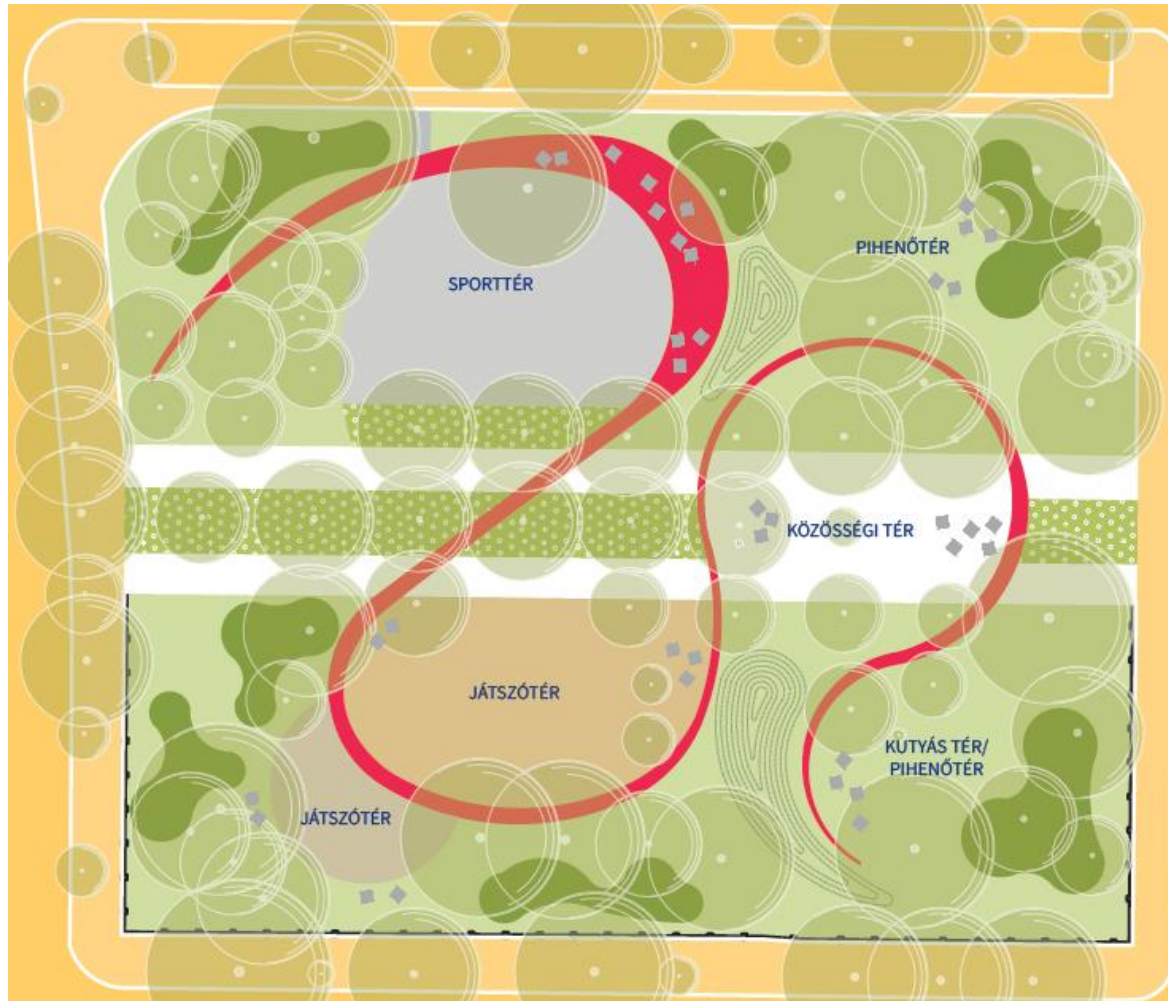 PIHENŐTÉR
SPORTTÉR
KÖZÖSSÉGI TÉR
JÁTSZÓTÉR
KUTYÁS TÉR/
PIHENŐTÉR
JÁTSZÓTÉR